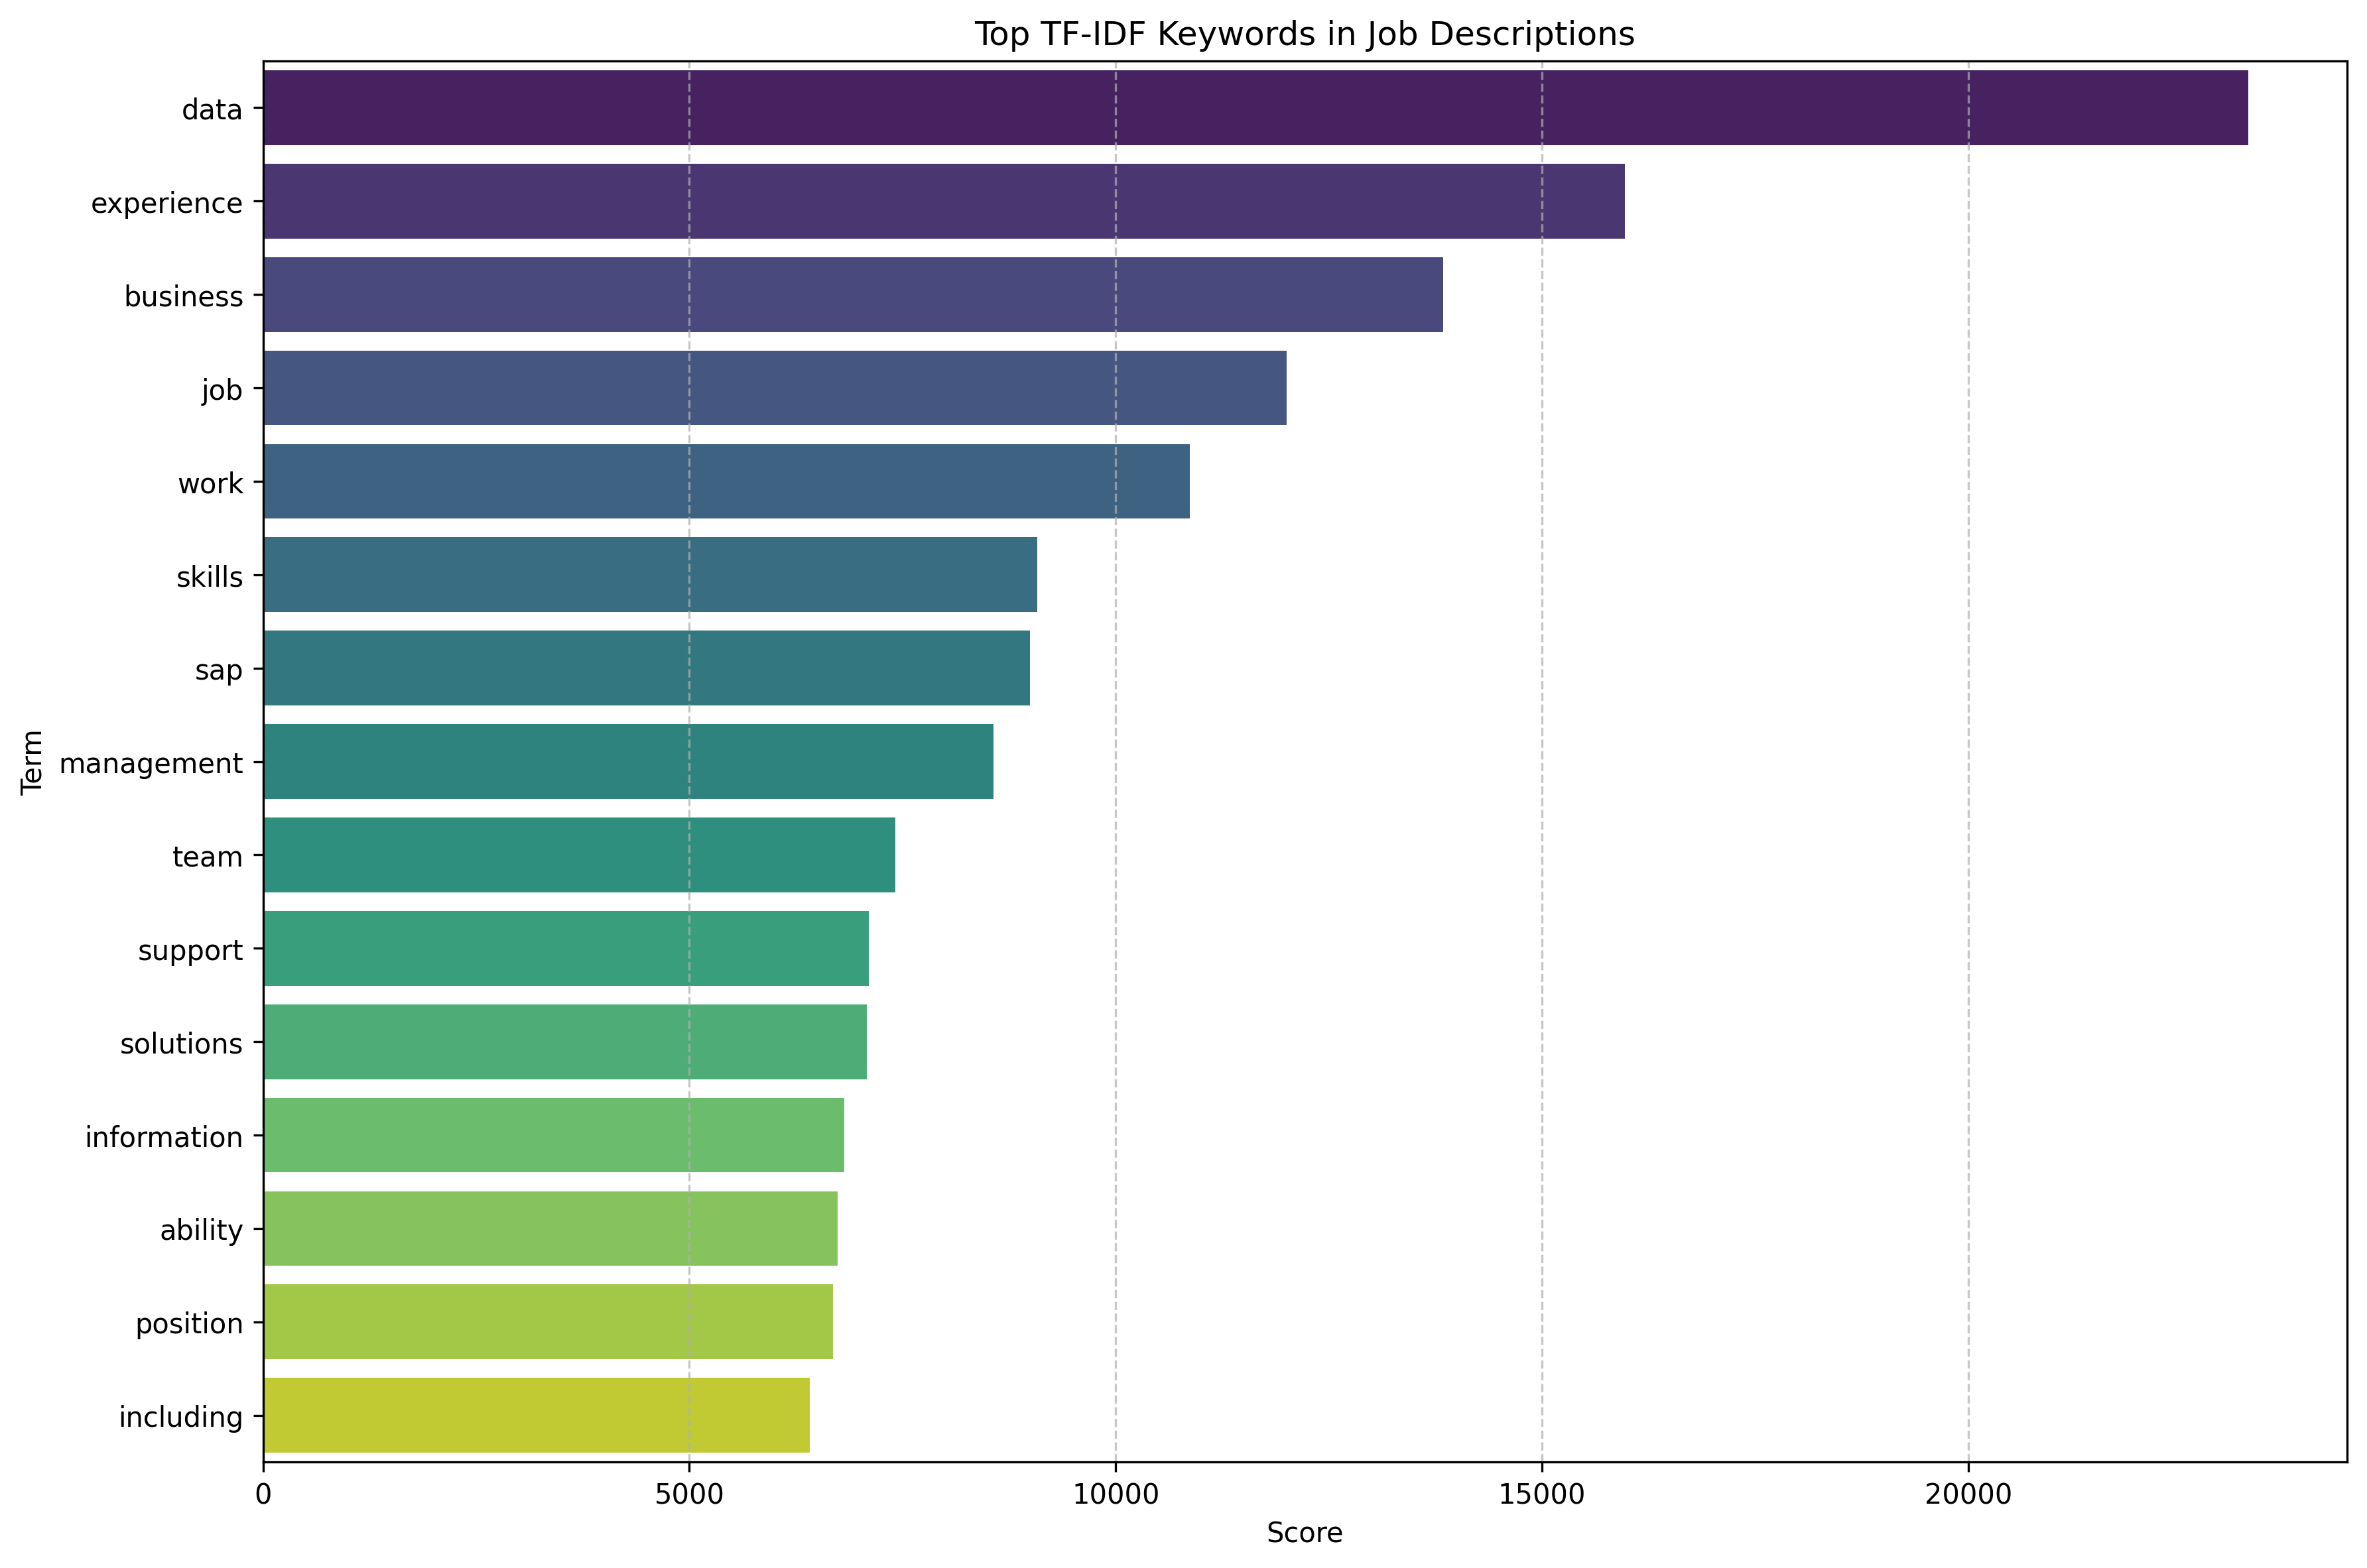 Top TF-IDF Keywords in Job Descriptions
data
experience
business
job
work
skills
sap
management
team
support
solutions
information
ability
position
including
Term
0 5000 10000 15000 20000
Score